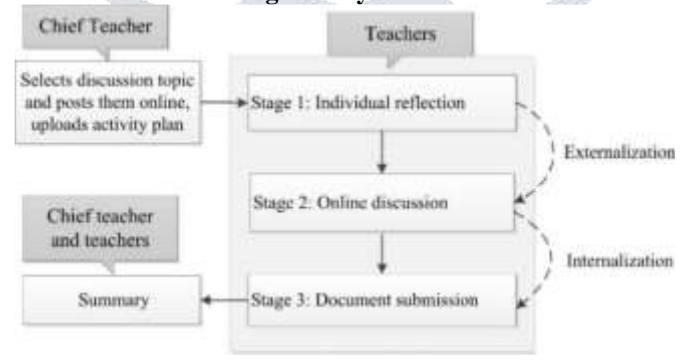 Chief Teacher
Teachers
Selects discussion topic
and posts them online,
uploads activity plan
Stage 1: Individual reflection
Externalization
Stage 2: Online discussion
Chief teacher
and teachers
Internalization
Summary
Stage 3: Document submission